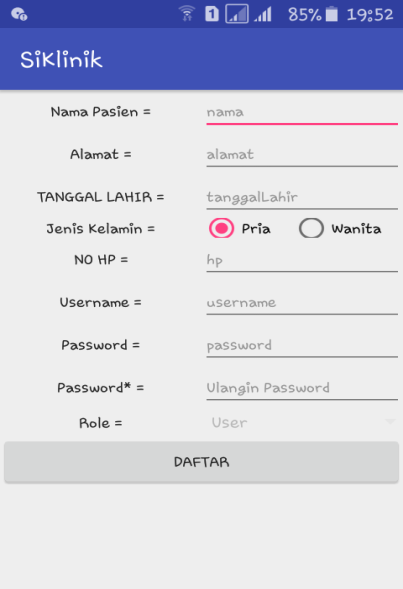 1 85% 19:52
SiKlinik
Nama Pasien = nama
Alamat = alamat
TANGGAL LAHIR = tanggalLahir
Jenis Kelamin = Pria Wanita
NO HP = hp
Username = username
Password = password
Password* = Ulangin Password
Role = User
DAFTAR